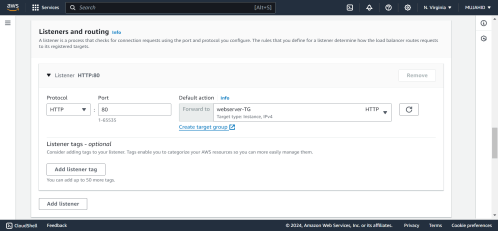 aws
Services
Search
[Alt+S]
N. Virginia
MUJAHID
Listeners and routing Info
A listener is a process that checks for connection requests using the port and protocol you configure. The rules that you define for a listener determine how the load balancer routes requests
to its registered targets.
Listener HTTP:80
Remove
Protocol
Port
Default action Info
HTTP
:
80
Forward to
webserver-TG
HTTP
Target type: Instance, IPv4
1-65535
Create target group
Listener tags - optional
Consider adding tags to your listener. Tags enable you to categorize your AWS resources so you can more easily manage them.
Add listener tag
You can add up to 50 more tags.
Add listener
CloudShell
Feedback
© 2024, Amazon Web Services, Inc. or its affiliates.
Privacy
Terms
Cookie preferences